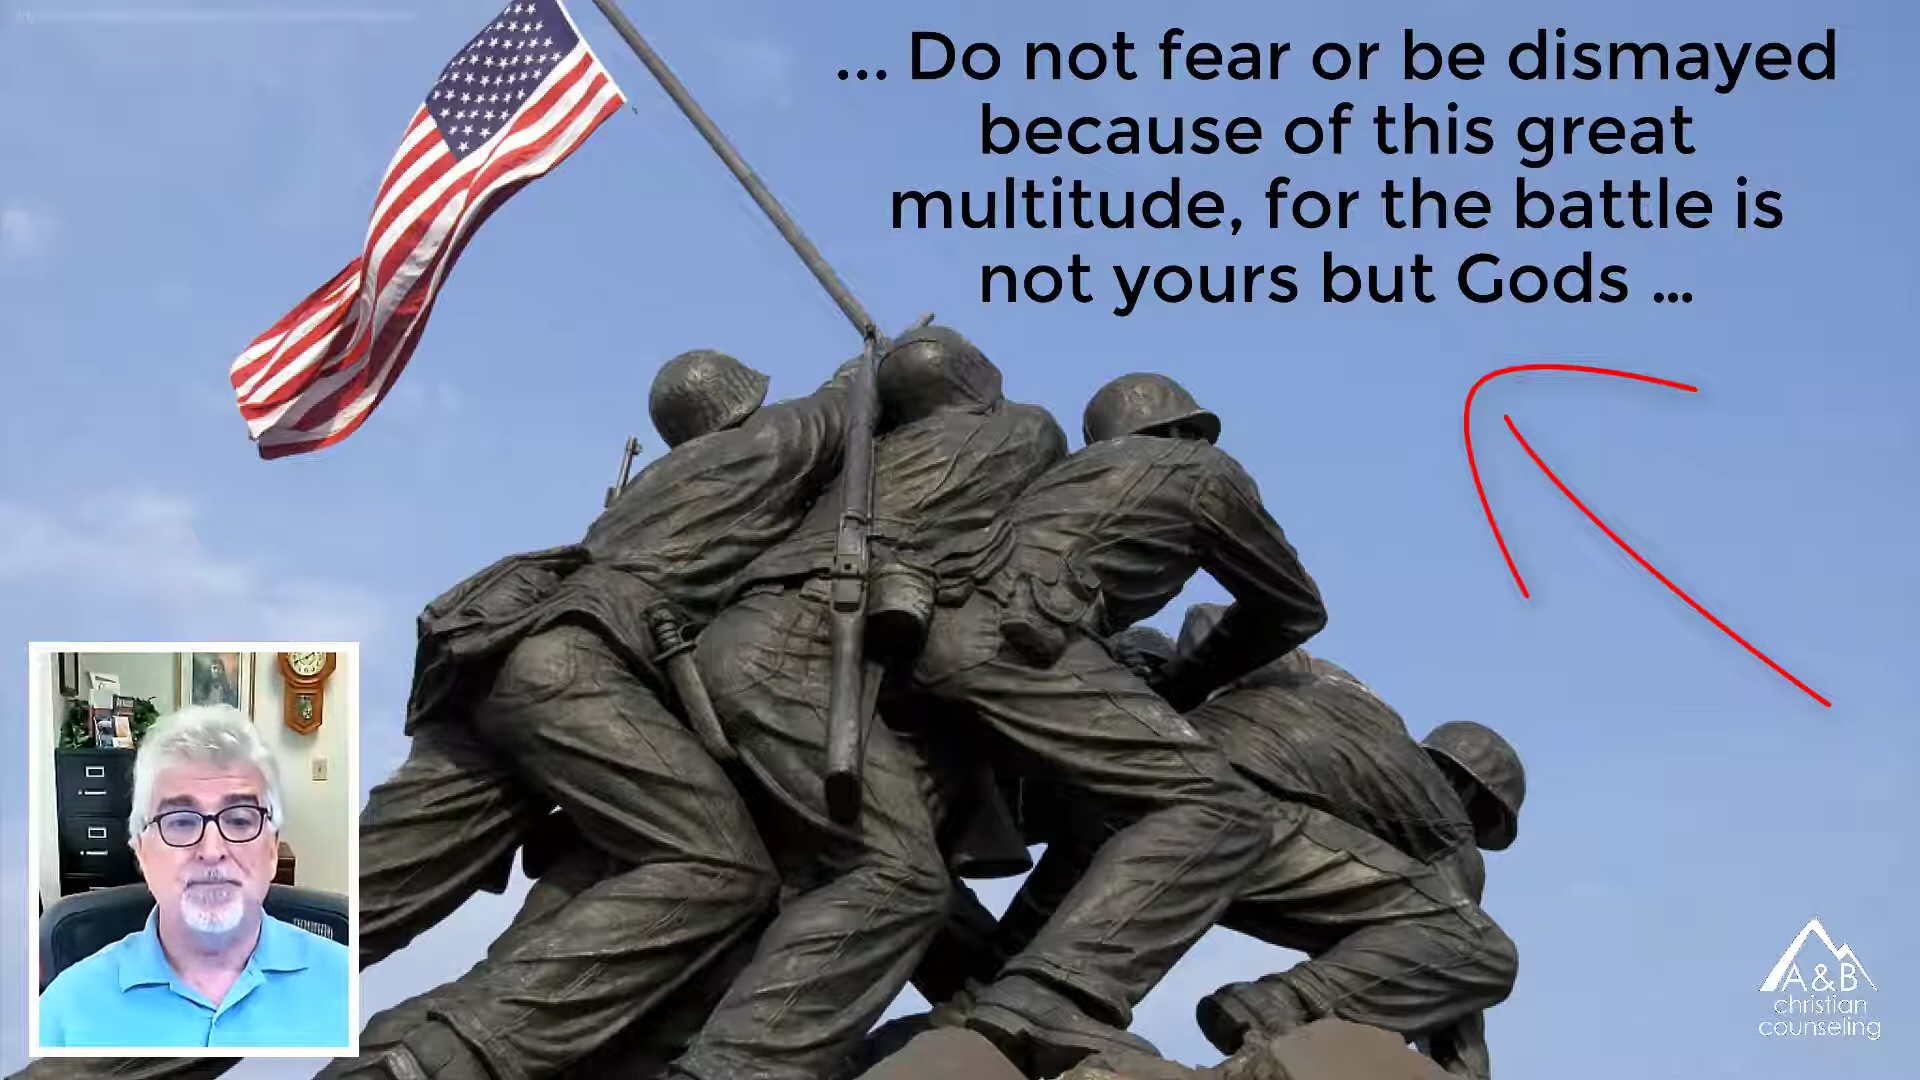 ... Do not fear or be dismayed
because of this great
multitude, for the battle is
not yours but Gods ...
A&B
christian
counseling